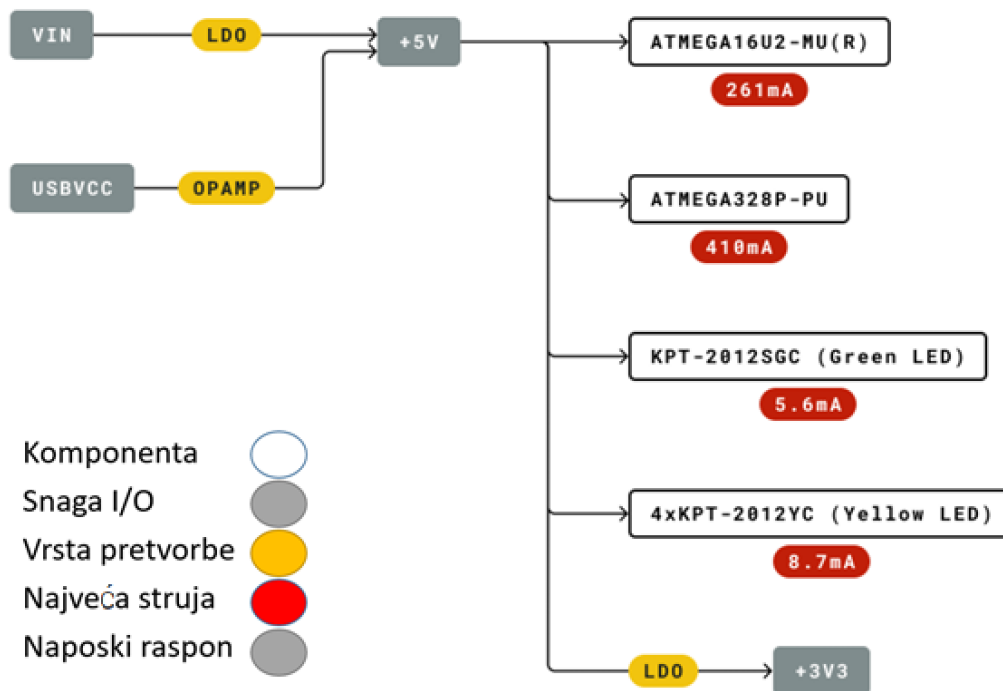 VIN
LDO
+5V
ATMEGA16U2-MU(R)
261mA
USBVCC
OPAMP
ATMEGA328P-PU
410mA
KPT-2012SGC (Green LED)
5.6mA
4xKPT-2012YC (Yellow LED)
8.7mA
LDO
+3V3
Komponenta
Snaga I/O
Vrsta pretvorbe
Najveća struja
Naposki raspon